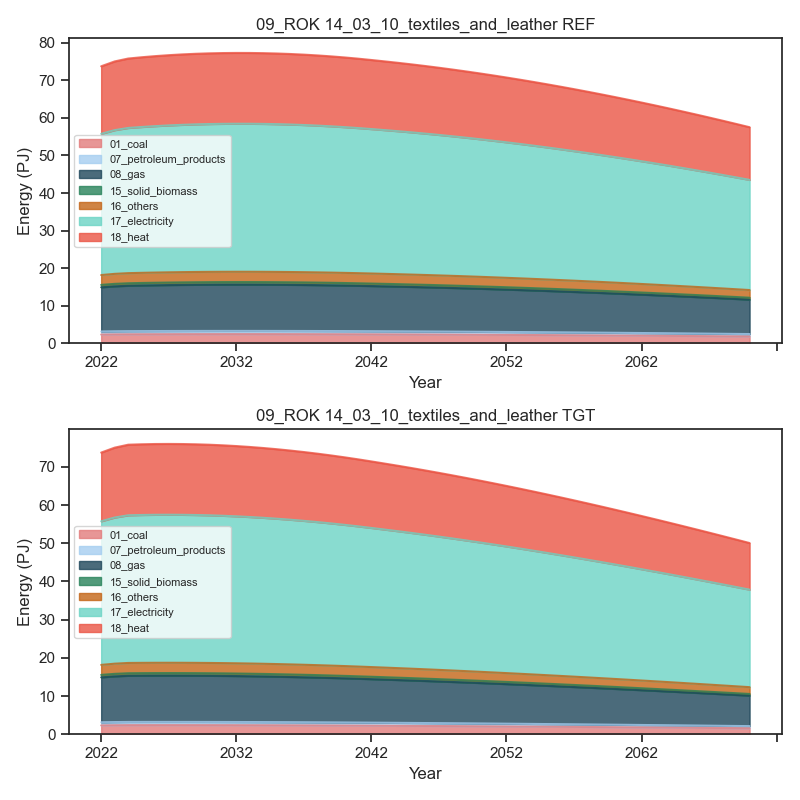 09_ROK 14_03_10_textiles_and_leather REF
80
70
60
50
40
30
20
10
0
Energy (PJ)
01_coal
07_petroleum_products
08_gas
15_solid_biomass
16_others
17_electricity
18_heat
2022 2032 2042 2052 2062
Year
09_ROK 14_03_10_textiles_and_leather TGT
70
60
50
40
30
20
10
0
Energy (PJ)
01_coal
07_petroleum_products
08_gas
15_solid_biomass
16_others
17_electricity
18_heat
2022 2032 2042 2052 2062
Year